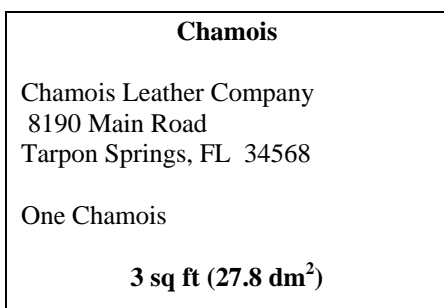 Chamois
Chamois Leather Company
8190 Main Road
Tarpon Springs, FL  34568
One Chamois
3 sq ft (27.8 dm²)